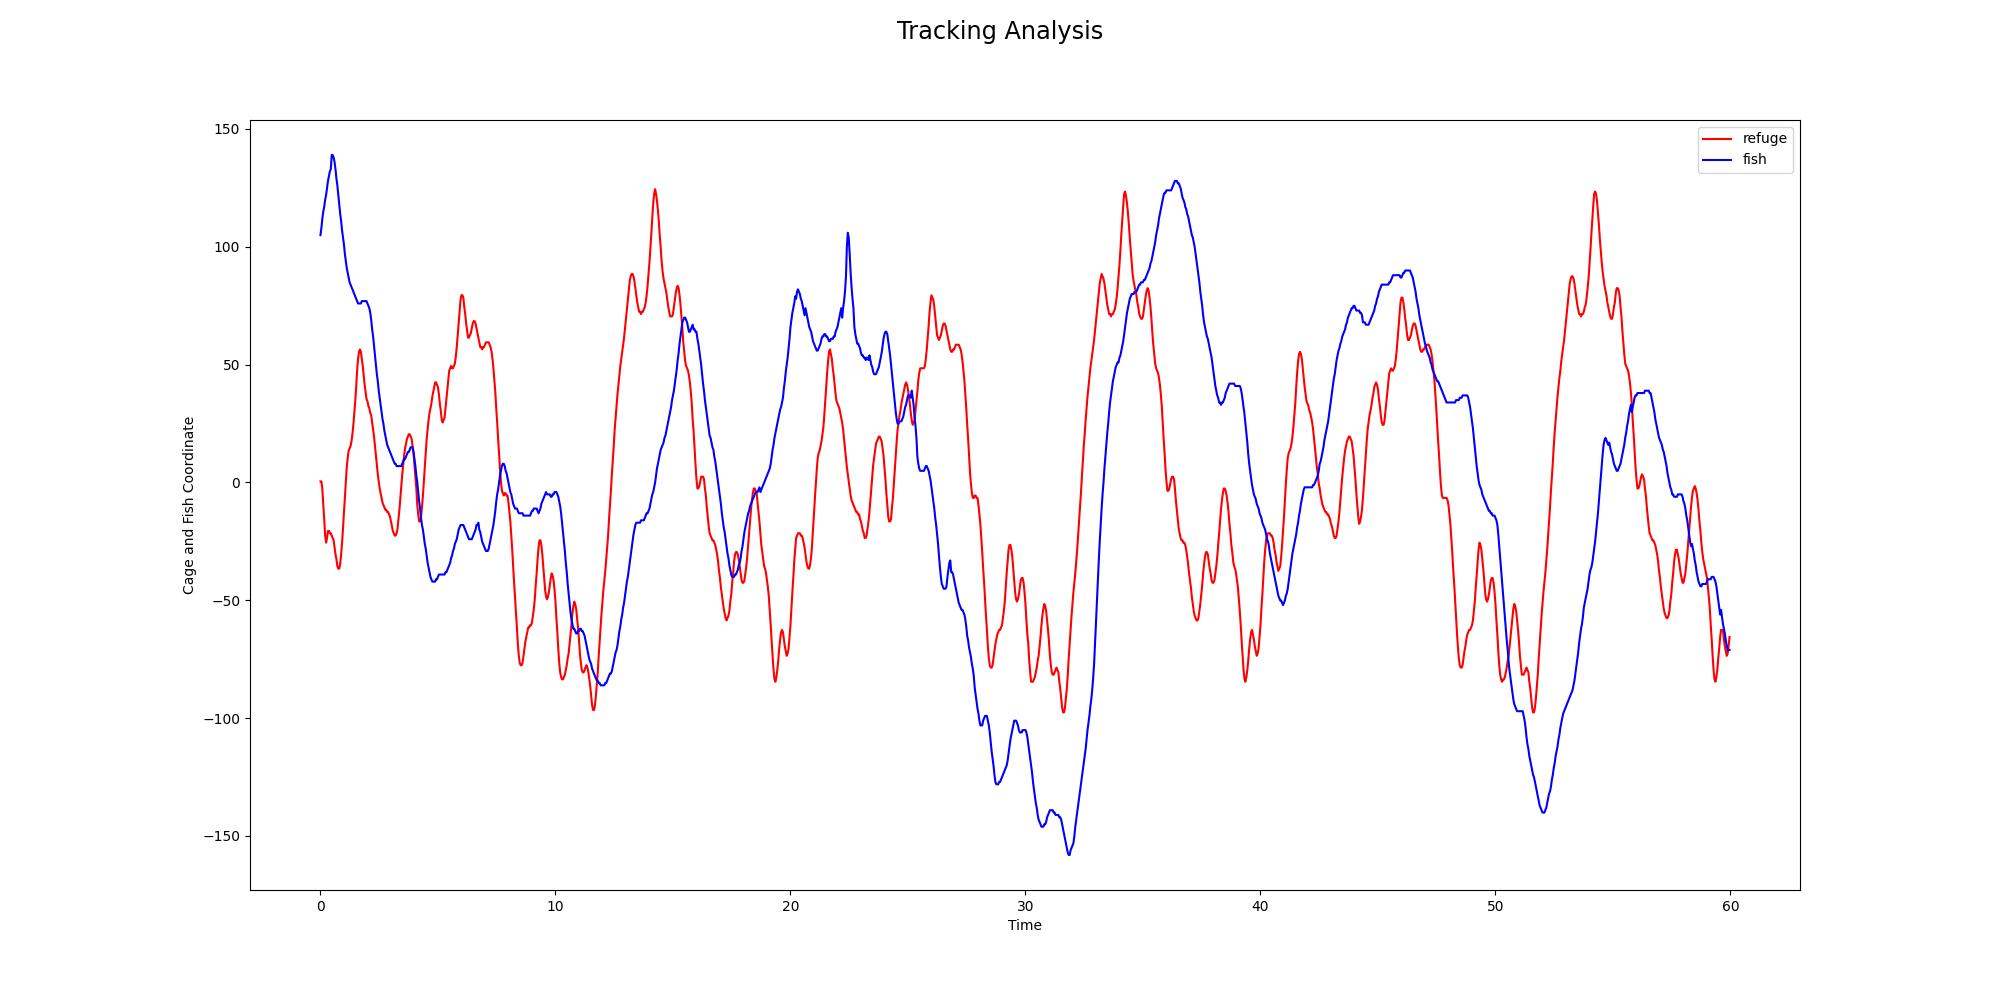 Tracking Analysis
refuge
fish
150
100
50
0
−50
−100
−150
Cage and Fish Coordinate
0 10 20 30 40 50 60
Time